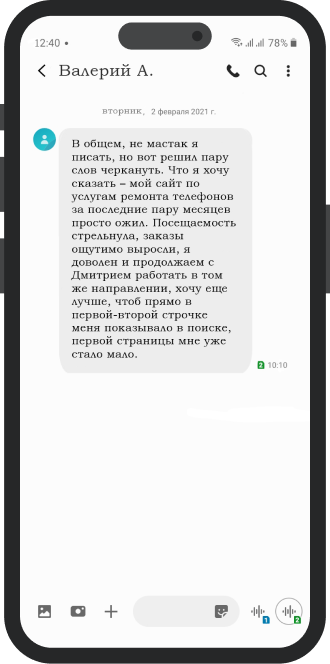 12:40
78%
Валерий А.
вторник, 2 февраля 2021 г.
В общем, не мастак я
писать, но вот решил пару
слов черкануть. Что я хочу
сказать – мой сайт по
услугам ремонта телефонов
за последние пару месяцев
просто ожил. Посещаемость
стрельнула, заказы
ощутимо выросли, я
доволен и продолжаем с
Дмитрием работать в том
же направлении, хочу еще
лучше, чтоб прямо в
первой-второй строчке
меня показывало в поиске,
первой страницы мне уже
стало мало.
2 10:10
1 2